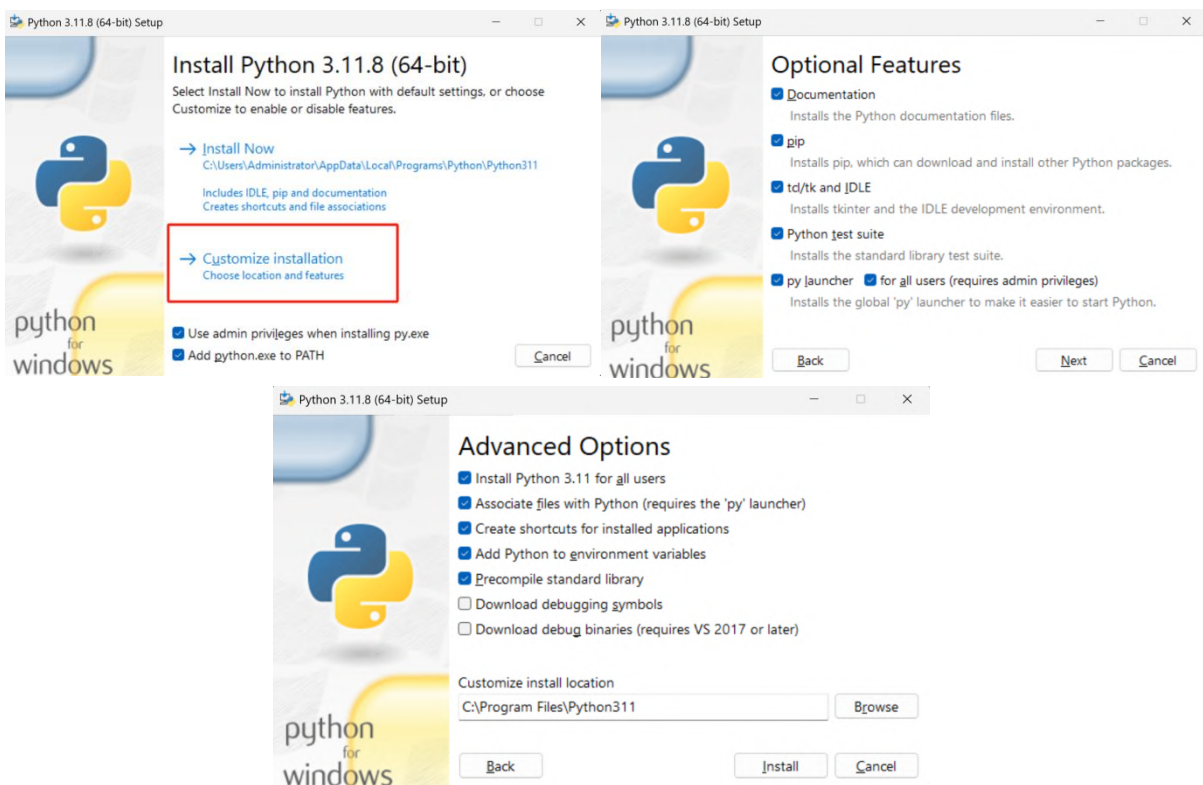 Python 3.11.8 (64-bit) Setup
Install Python 3.11.8 (64-bit)
Select Install Now to install Python with default settings, or choose
Customize to enable or disable features.
Install Now
C:\Users\Administrator\AppData\Local\Programs\Python\Python311
Includes IDLE, pip and documentation
Creates shortcuts and file associations
Customize installation
Choose location and features
Use admin privileges when installing py.exe
Add python.exe to PATH
Cancel
python
for
windows
Python 3.11.8 (64-bit) Setup
Optional Features
Documentation
Installs the Python documentation files.
pip
Installs pip, which can download and install other Python packages.
td/tk and IDLE
Installs tkinter and the IDLE development environment.
Python test suite
Installs the standard library test suite.
py launcher for all users (requires admin privileges)
Installs the global 'py' launcher to make it easier to start Python.
Back Next Cancel
python
for
windows
Python 3.11.8 (64-bit) Setup
Advanced Options
Install Python 3.11 for all users
Associate files with Python (requires the 'py' launcher)
Create shortcuts for installed applications
Add Python to environment variables
Precompile standard library
Download debugging symbols
Download debug binaries (requires VS 2017 or later)
Customize install location
C:\Program Files\Python311 Browse
Back Install Cancel
python
for
windows